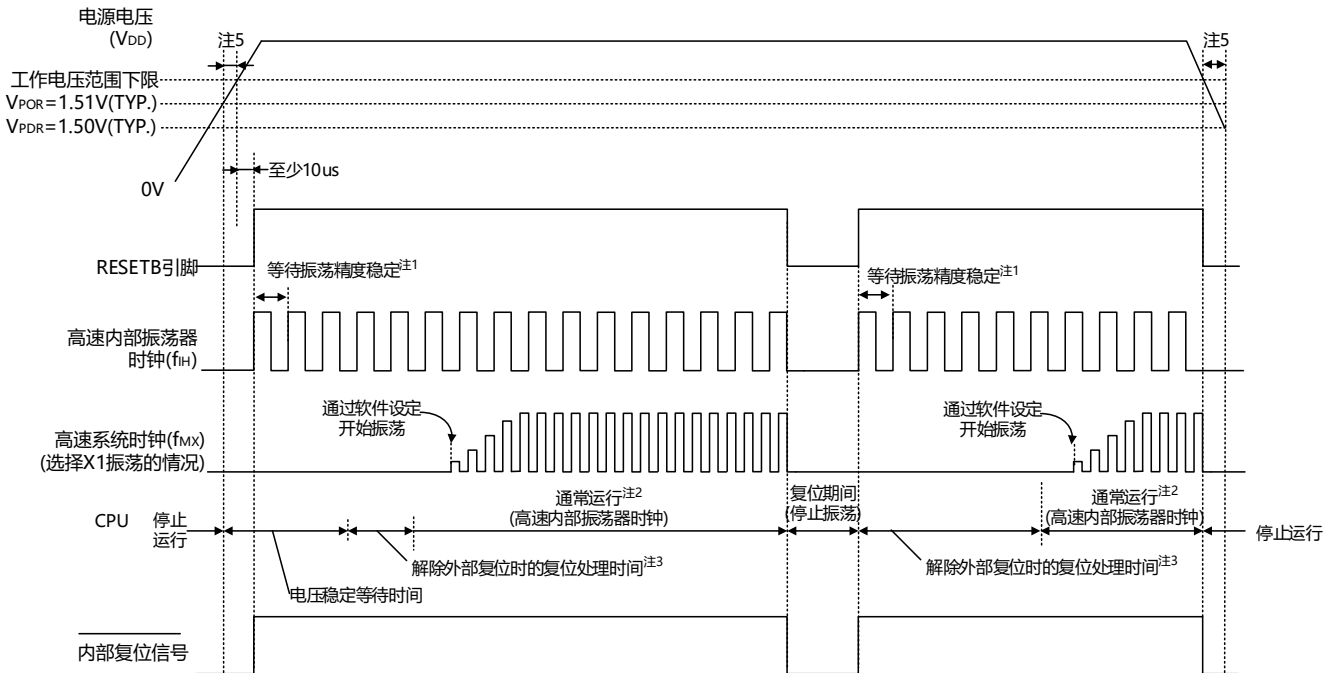 电源电压
(VDD)
注5
注5
工作电压范围下限
VPOR=1.51V(TYP.)
VPDR=1.50V(TYP.)
0V
至少10us
RESETB引脚
等待振荡精度稳定注1
等待振荡精度稳定注1
高速内部振荡器
时钟(fIH)
通过软件设定
开始振荡
通过软件设定
开始振荡
高速系统时钟(fMX)
(选择X1振荡的情况)
CPU
停止
运行
通常运行注2
(高速内部振荡器时钟)
复位期间
(停止振荡)
通常运行注2
(高速内部振荡器时钟)
停止运行
解除外部复位时的复位处理时间注3
解除外部复位时的复位处理时间注3
电压稳定等待时间
内部复位信号